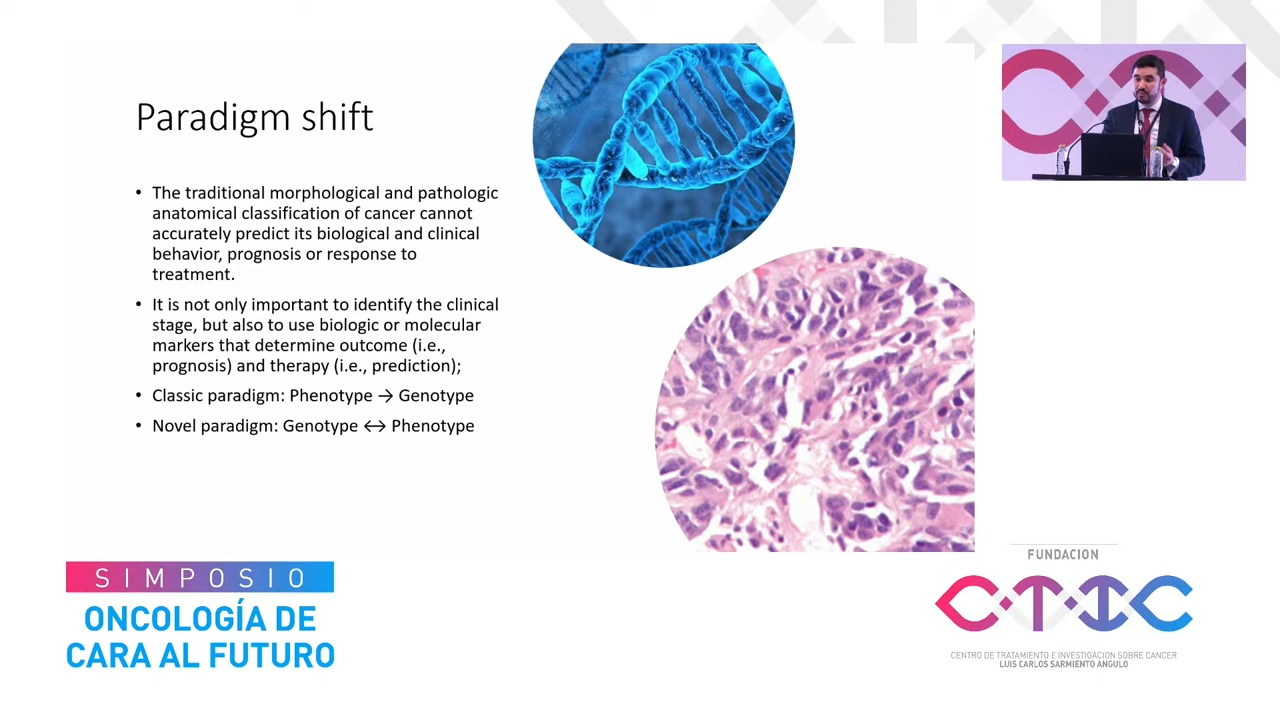 Paradigm shift
• The traditional morphological and pathologic
anatomical classification of cancer cannot
accurately predict its biological and clinical
behavior, prognosis or response to
treatment.
• It is not only important to identify the clinical
stage, but also to use biologic or molecular
markers that determine outcome (i.e.,
prognosis) and therapy (i.e., prediction);
• Classic paradigm: Phenotype → Genotype
• Novel paradigm: Genotype ↔ Phenotype
SIMPOSIO
ONCOLOGÍA DE
CARA AL FUTURO
FUNDACION
CTIC
CENTRO DE TRATAMIENTO E INVESTIGACION SOBRE CANCER
LUIS CARLOS SARMIENTO ANGULO